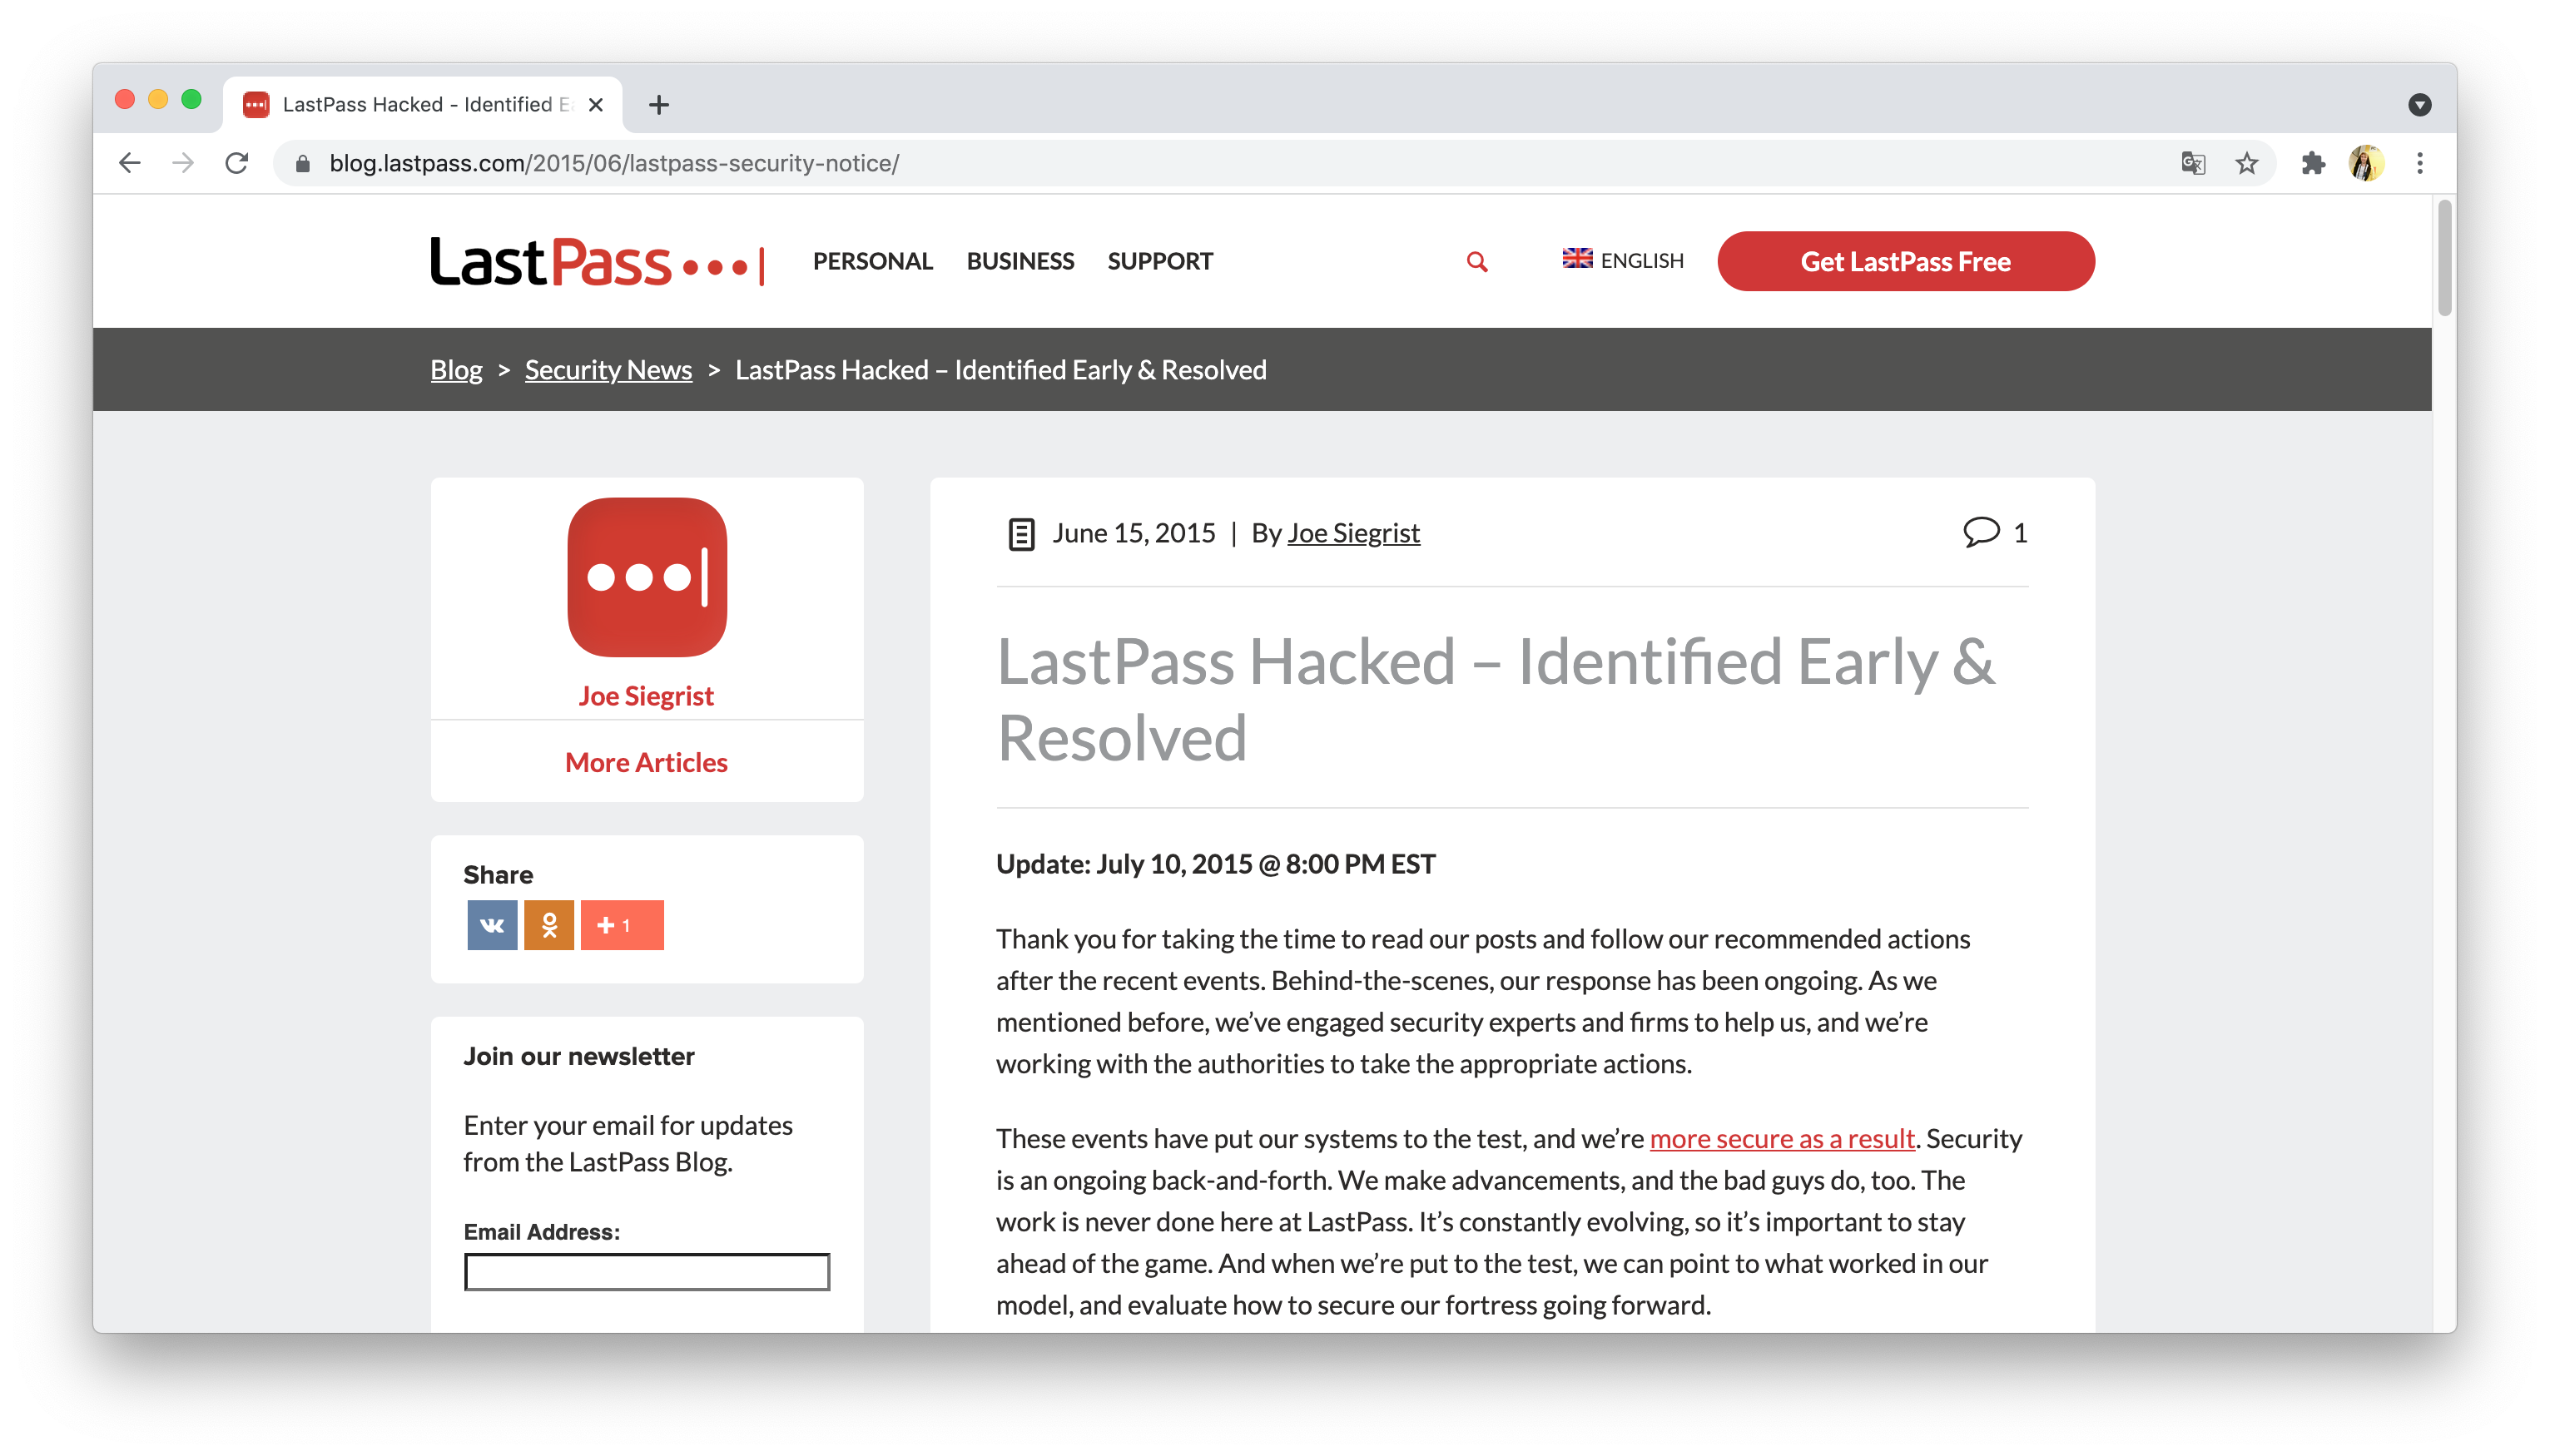 LastPass Hacked - Identified E
blog.lastpass.com/2015/06/lastpass-security-notice/
LastPass
PERSONAL BUSINESS SUPPORT
ENGLISH
Get LastPass Free
Blog > Security News > LastPass Hacked – Identified Early & Resolved
Joe Siegrist
More Articles
Share
+ 1
Join our newsletter
Enter your email for updates
from the LastPass Blog.
Email Address:
June 15, 2015 | By Joe Siegrist
1
LastPass Hacked – Identified Early &
Resolved
Update: July 10, 2015 @ 8:00 PM EST
Thank you for taking the time to read our posts and follow our recommended actions
after the recent events. Behind-the-scenes, our response has been ongoing. As we
mentioned before, we’ve engaged security experts and firms to help us, and we’re
working with the authorities to take the appropriate actions.
These events have put our systems to the test, and we’re more secure as a result. Security
is an ongoing back-and-forth. We make advancements, and the bad guys do, too. The
work is never done here at LastPass. It’s constantly evolving, so it’s important to stay
ahead of the game. And when we’re put to the test, we can point to what worked in our
model, and evaluate how to secure our fortress going forward.